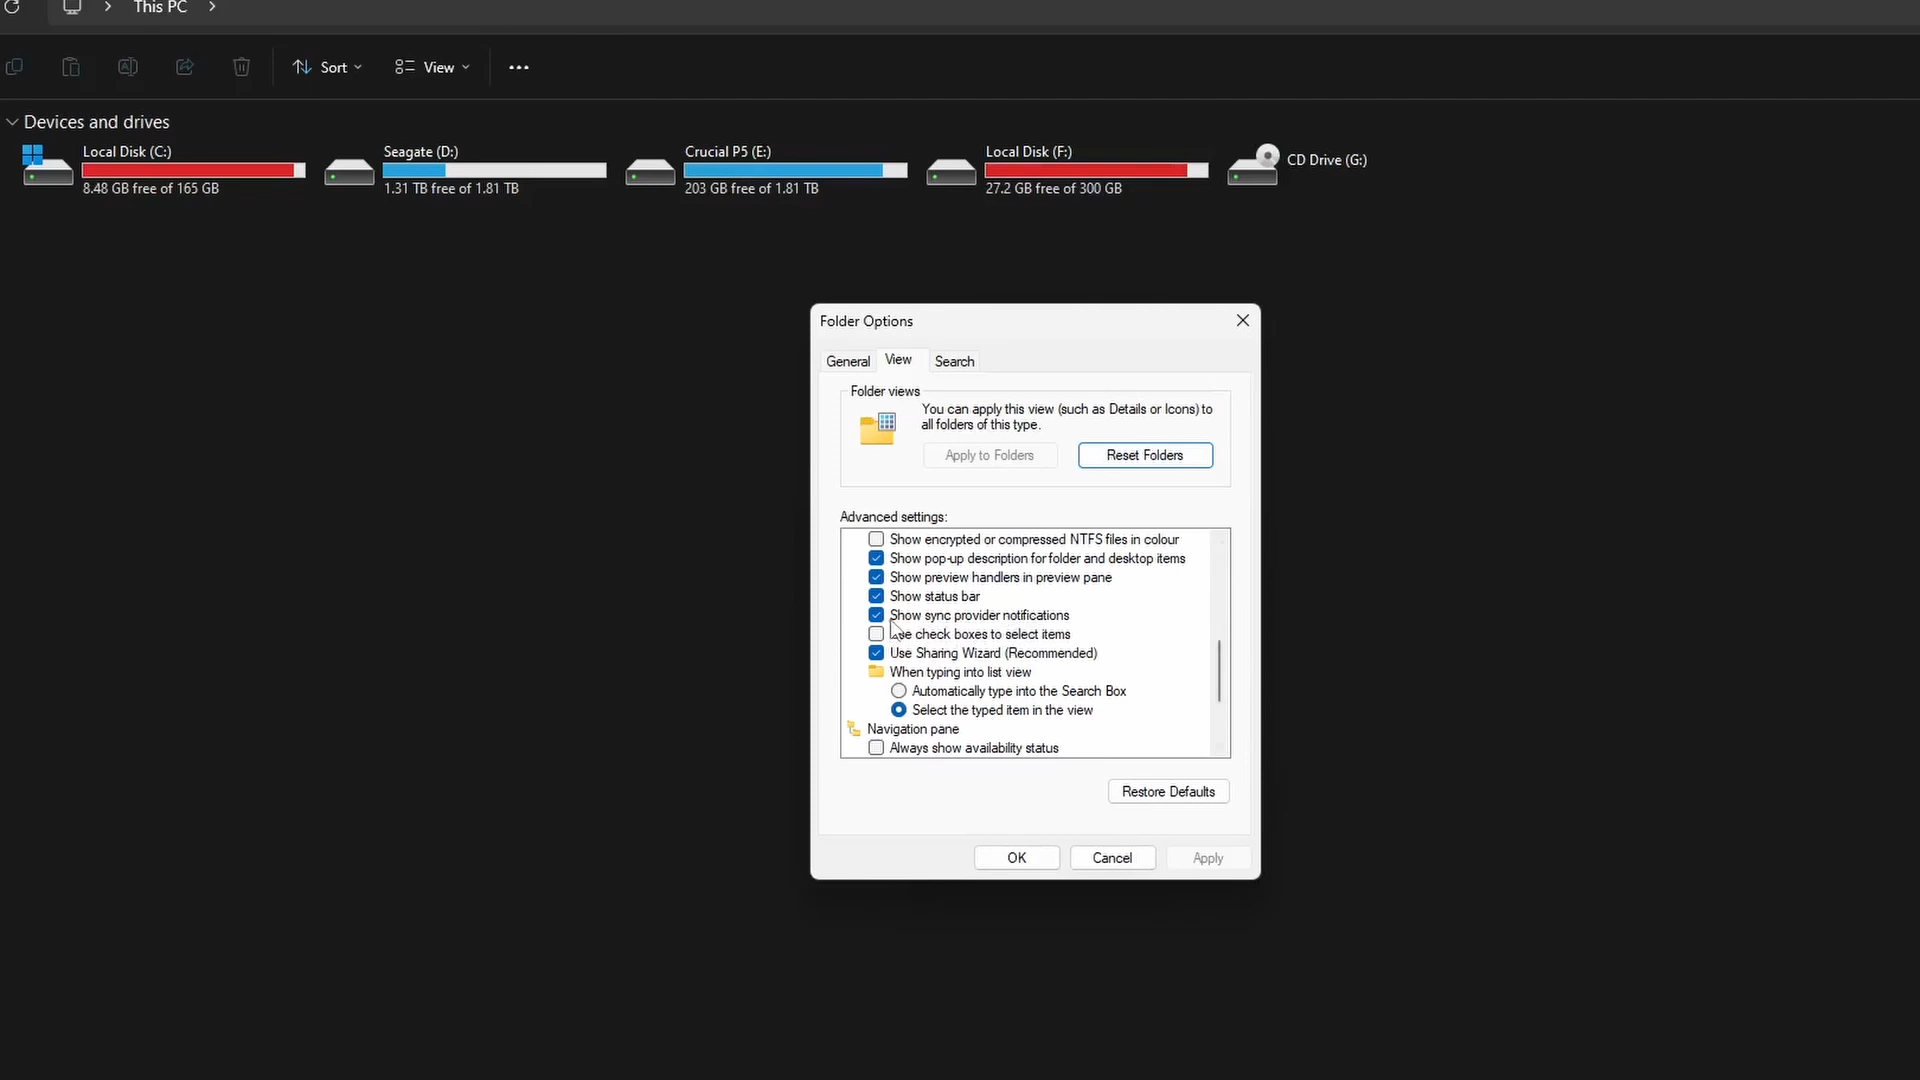 This PC
Sort
View
Devices and drives
Local Disk (C:)
8.48 GB free of 165 GB
Seagate (D:)
1.31 TB free of 1.81 TB
Crucial P5 (E:)
203 GB free of 1.81 TB
Local Disk (F:)
27.2 GB free of 300 GB
CD Drive (G:)
Folder Options
General
View
Search
Folder views
You can apply this view (such as Details or Icons) to
all folders of this type.
Apply to Folders
Reset Folders
Advanced settings:
Show encrypted or compressed NTFS files in colour
Show pop-up description for folder and desktop items
Show preview handlers in preview pane
Show status bar
Show sync provider notifications
Use check boxes to select items
Use Sharing Wizard (Recommended)
When typing into list view
Automatically type into the Search Box
Select the typed item in the view
Navigation pane
Always show availability status
Restore Defaults
OK
Cancel
Apply